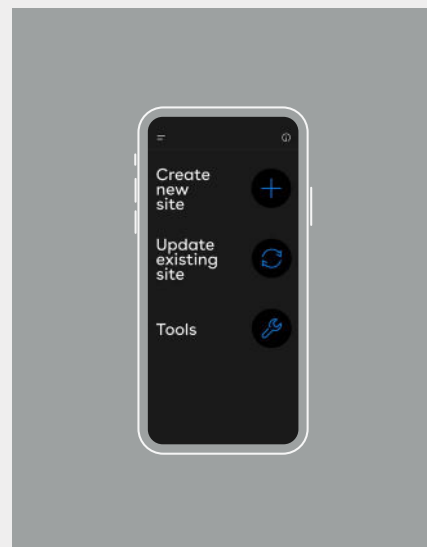 Create
new
site
Update
existing
site
Tools